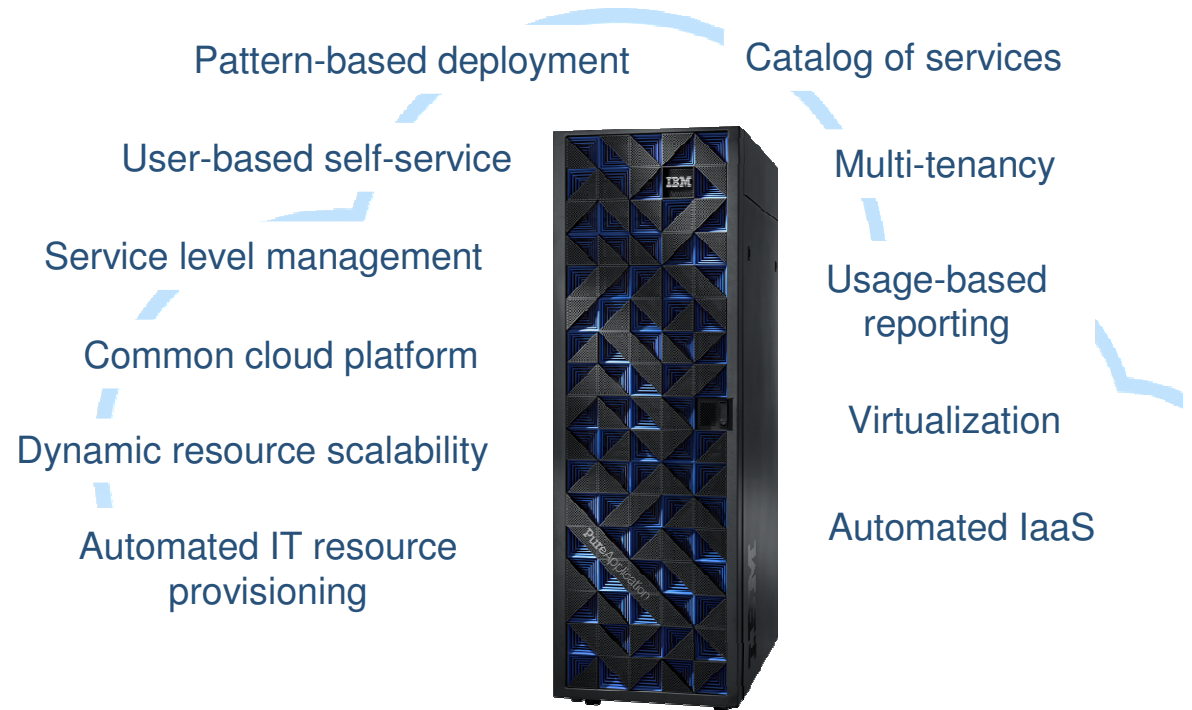 Pattern-based deployment
Catalog of services
User-based self-service
Multi-tenancy
Service level management
Usage-based
reporting
Common cloud platform
Virtualization
Dynamic resource scalability
Automated IaaS
Automated IT resource
provisioning
IBM
PureApplication
IBM